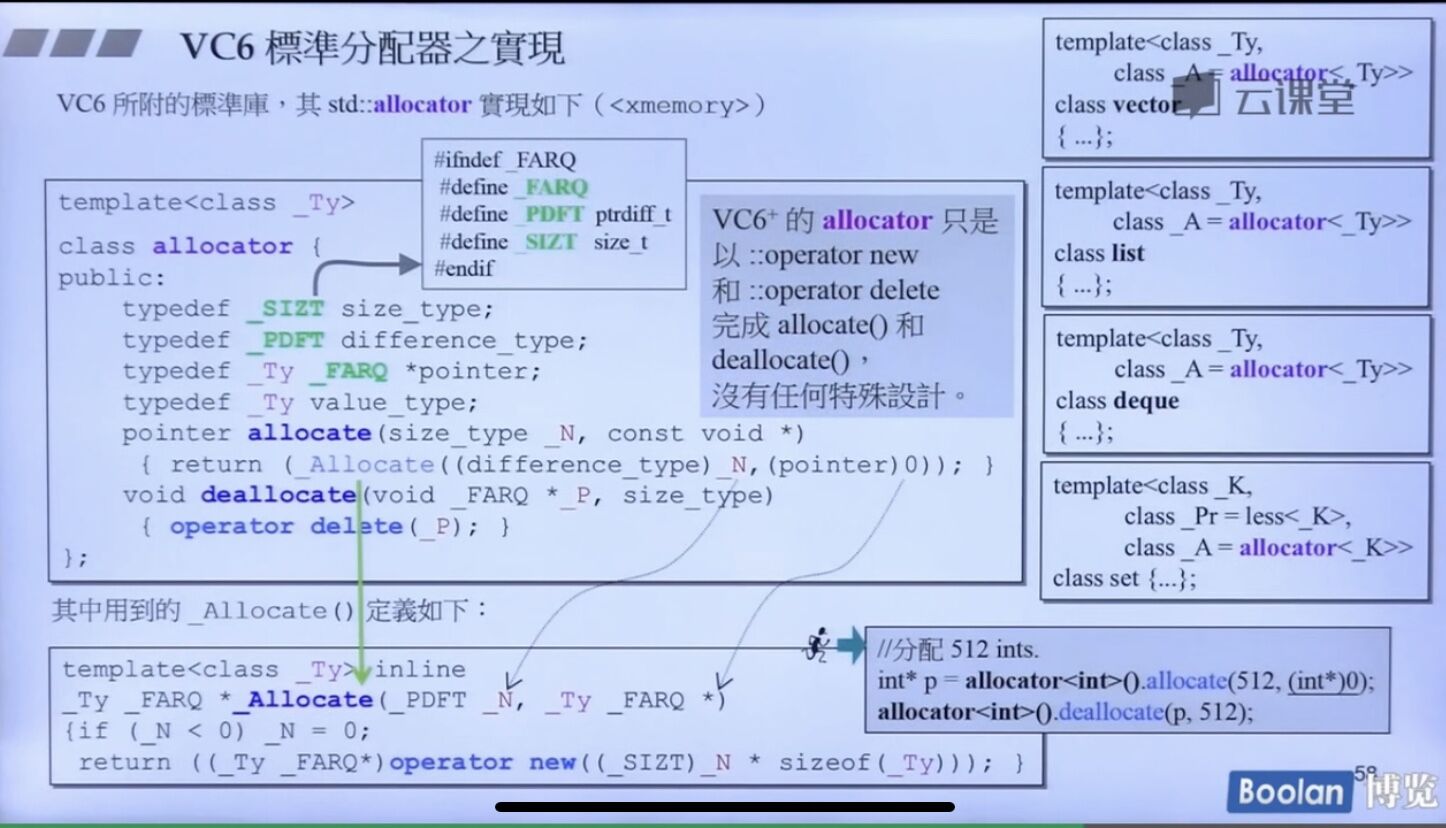 VC6 標準分配器之實現
VC6 所附的標準庫，其 std::allocator 實現如下（<xmemory>）
#ifndef _FARQ
#define _FARQ
#define _PDFT ptrdiff_t
#define _SIZT size_t
#endif
template<class _Ty>
class allocator {
public:
typedef _SIZT size_type;
typedef _PDFT difference_type;
typedef _Ty _FARQ *pointer;
typedef _Ty value_type;
pointer allocate(size_type _N, const void *)
{ return (_Allocate((difference_type)_N,(pointer)0)); }
void deallocate(void _FARQ *_P, size_type)
{ operator delete(_P); }
};
VC6+ 的 allocator 只是
以 ::operator new
和 ::operator delete
完成 allocate() 和
deallocate()，
沒有任何特殊設計。
其中用到的 _Allocate() 定義如下：
template<class _Ty> inline
_Ty _FARQ *_Allocate(_PDFT _N, _Ty _FARQ *)
{if (_N < 0) _N = 0;
return ((_Ty _FARQ*)operator new((_SIZT)_N * sizeof(_Ty))); }
template<class _Ty,
class _A = allocator<_Ty>>
class vector
{ ...};
云课堂
template<class _Ty,
class _A = allocator<_Ty>>
class list
{ ...};
template<class _Ty,
class _A = allocator<_Ty>>
class deque
{ ...};
template<class _K,
class _Pr = less<_K>,
class _A = allocator<_K>>
class set {...};
//分配 512 ints.
int* p = allocator<int>().allocate(512, (int*)0);
allocator<int>().deallocate(p, 512);
58
Boolan 博览